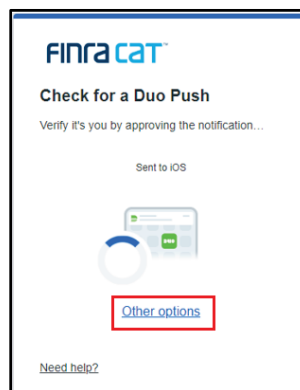 FINRA CAT™
Check for a Duo Push
Verify it's you by approving the notification...
Sent to iOS
DUO
Other options
Need help?